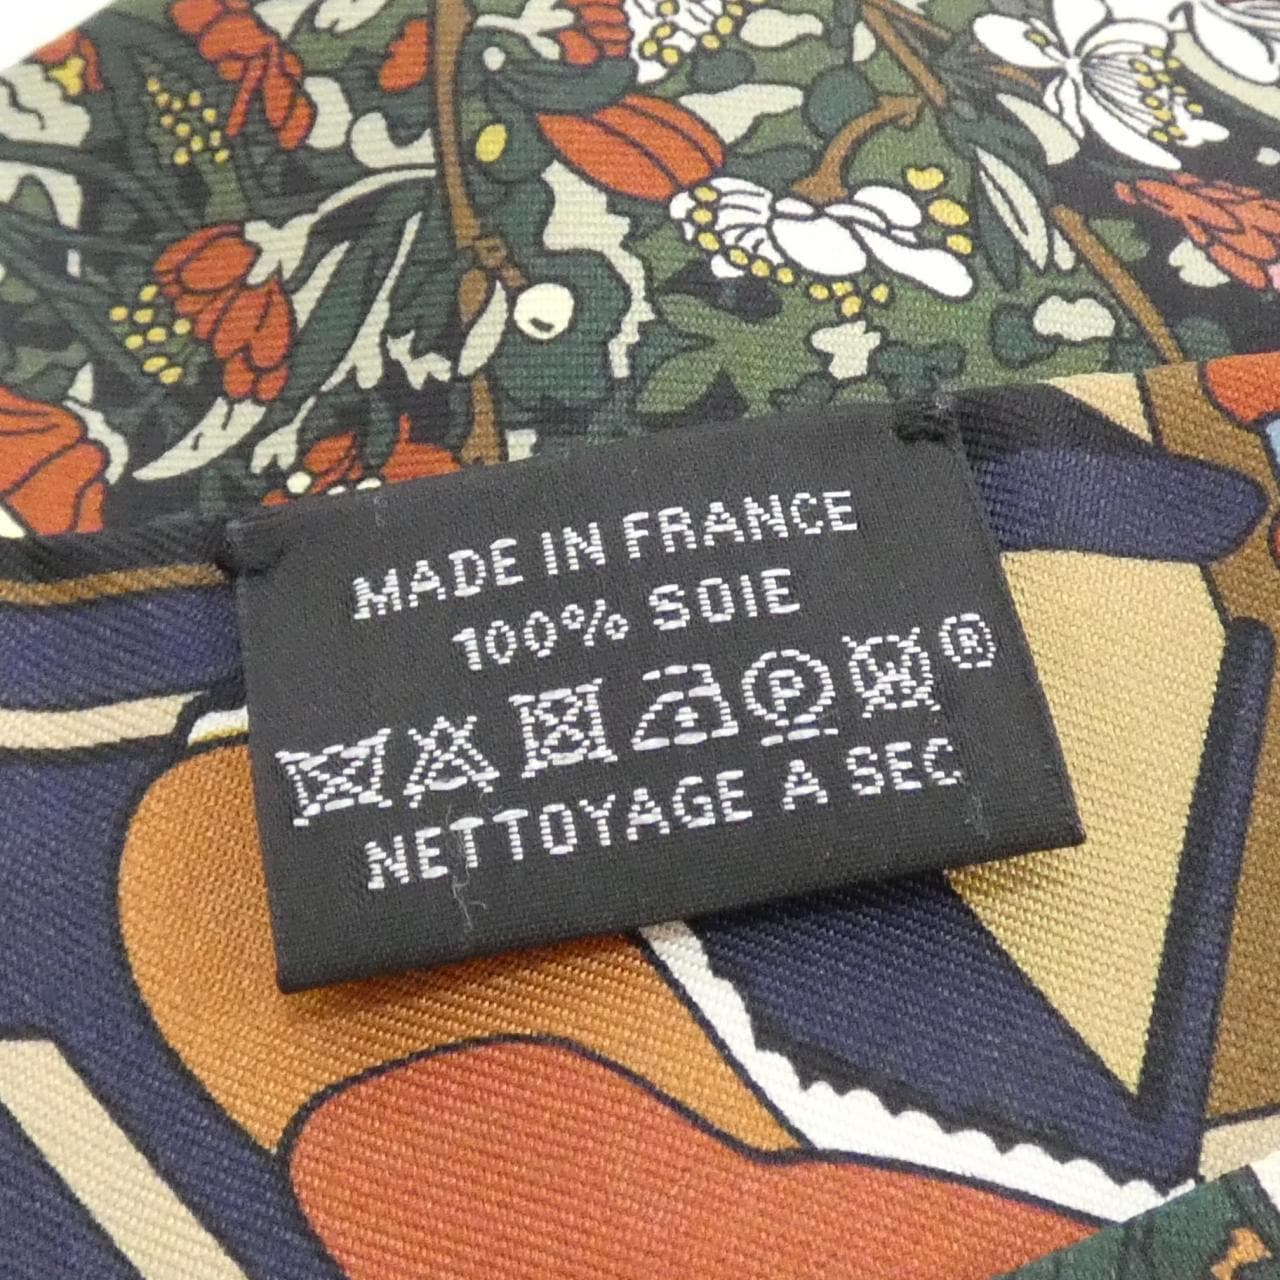 MADE IN FRANCE
100% SOIE
P W ®
NETTOYAGE A SEC